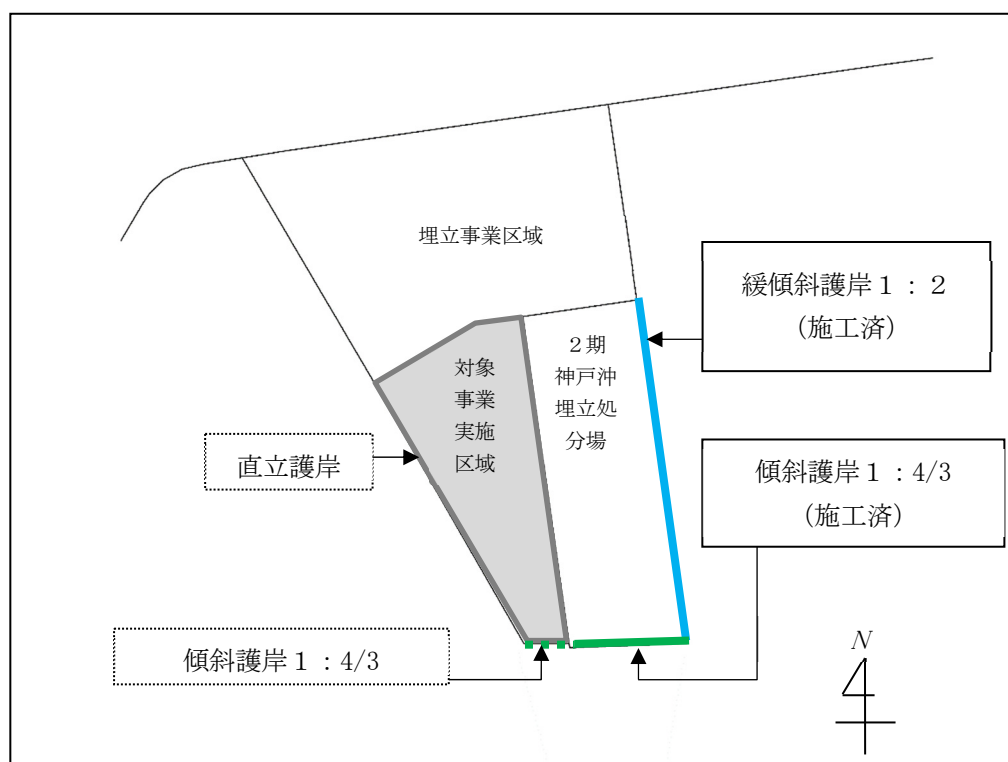 埋立事業区域
緩傾斜護岸１：２
（施工済）
２期
神戸沖
埋立処
分場
対象
事業
実施
区域
直立護岸
傾斜護岸１：4/3
（施工済）
傾斜護岸１：4/3
N